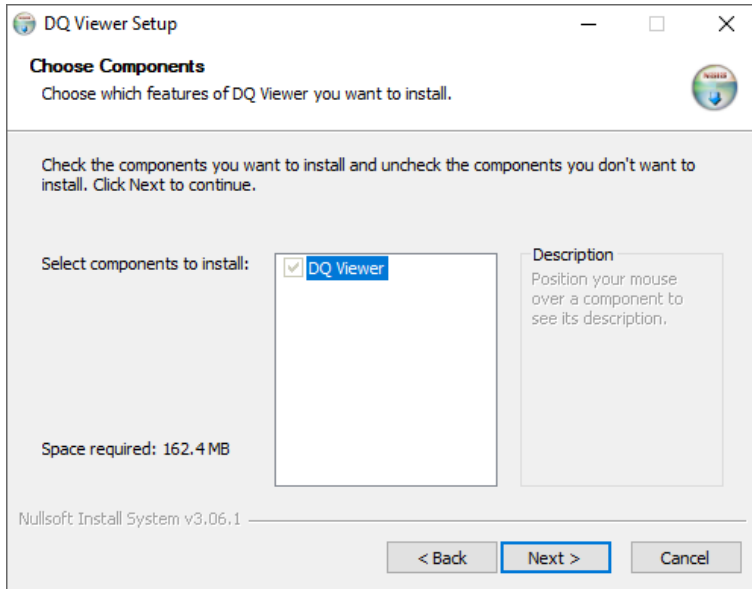 DQ Viewer Setup
Choose Components
Choose which features of DQ Viewer you want to install.
Check the components you want to install and uncheck the components you don't want to
install. Click Next to continue.
Select components to install:
DQ Viewer
Description
Position your mouse
over a component to
see its description.
Space required: 162.4 MB
Nullsoft Install System v3.06.1
< Back
Next >
Cancel